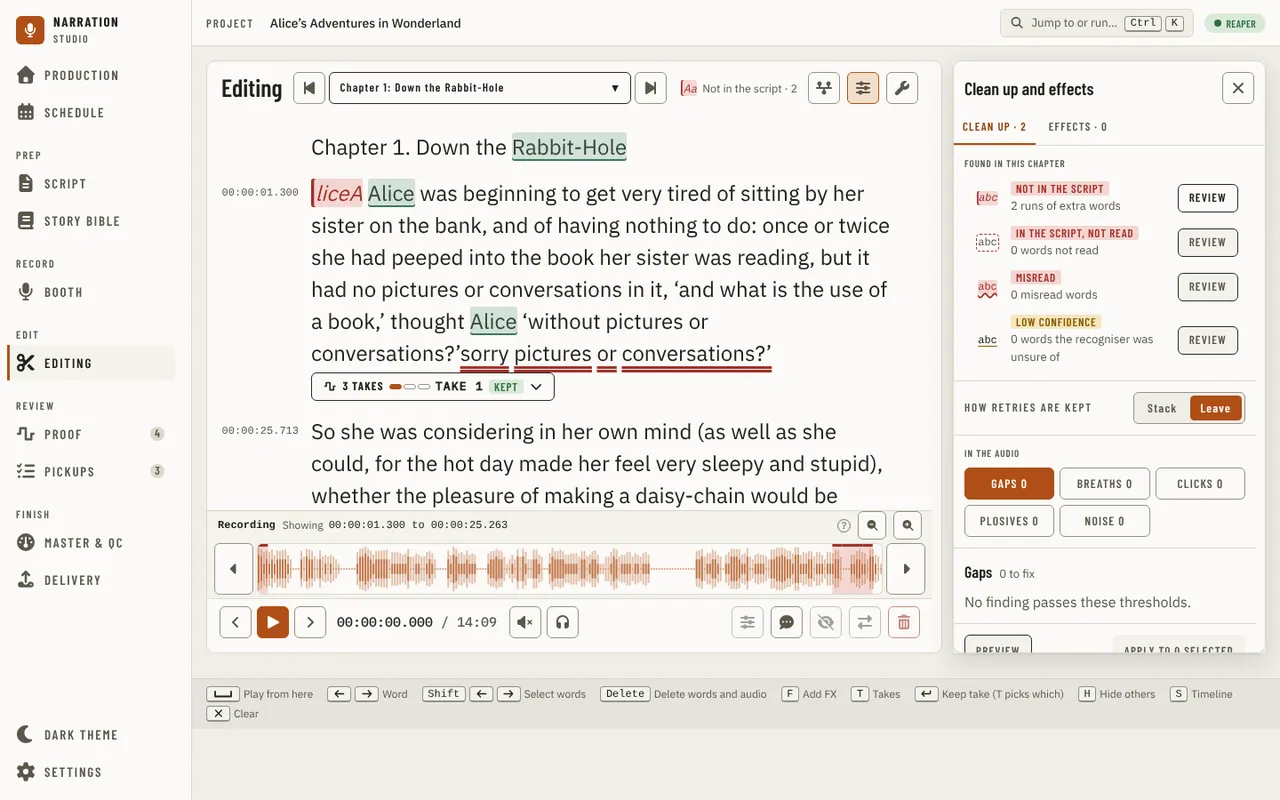 NARRATION
STUDIO
PRODUCTION
SCHEDULE
PREP
SCRIPT
STORY BIBLE
RECORD
BOOTH
EDIT
EDITING
REVIEW
PROOF 4
PICKUPS 3
FINISH
MASTER & QC
DELIVERY
DARK THEME
SETTINGS
PROJECT Alice's Adventures in Wonderland
Jump to or run... Ctrl K
REAPER
Editing
Chapter 1: Down the Rabbit-Hole
Aa Not in the script · 2
Chapter 1. Down the Rabbit-Hole
00:00:01.300 liceA Alice was beginning to get very tired of sitting by her
sister on the bank, and of having nothing to do: once or twice
she had peeped into the book her sister was reading, but it
had no pictures or conversations in it, ‘and what is the use of
a book,’ thought Alice ‘without pictures or
conversations?’sorry pictures or conversations?’
3 TAKES TAKE 1 KEPT
00:00:25.713 So she was considering in her own mind (as well as she
could, for the hot day made her feel very sleepy and stupid),
whether the pleasure of making a daisy-chain would be
Recording Showing 00:00:01.300 to 00:00:25.263 ?
00:00:00.000 / 14:09
Clean up and effects
CLEAN UP · 2 EFFECTS · 0
FOUND IN THIS CHAPTER
abc NOT IN THE SCRIPT
2 runs of extra words
REVIEW
abc IN THE SCRIPT, NOT READ
0 words not read
REVIEW
abc MISREAD
0 misread words
REVIEW
abc LOW CONFIDENCE
0 words the recogniser was
unsure of
REVIEW
HOW RETRIES ARE KEPT Stack Leave
IN THE AUDIO
GAPS 0 BREATHS 0 CLICKS 0
PLOSIVES 0 NOISE 0
Gaps 0 to fix
No finding passes these thresholds.
PREVIEW APPLY TO 0 SELECTED
Play from here Word Shift Select words Delete Delete words and audio F Add FX T Takes Keep take (T picks which) H Hide others S Timeline
Clear